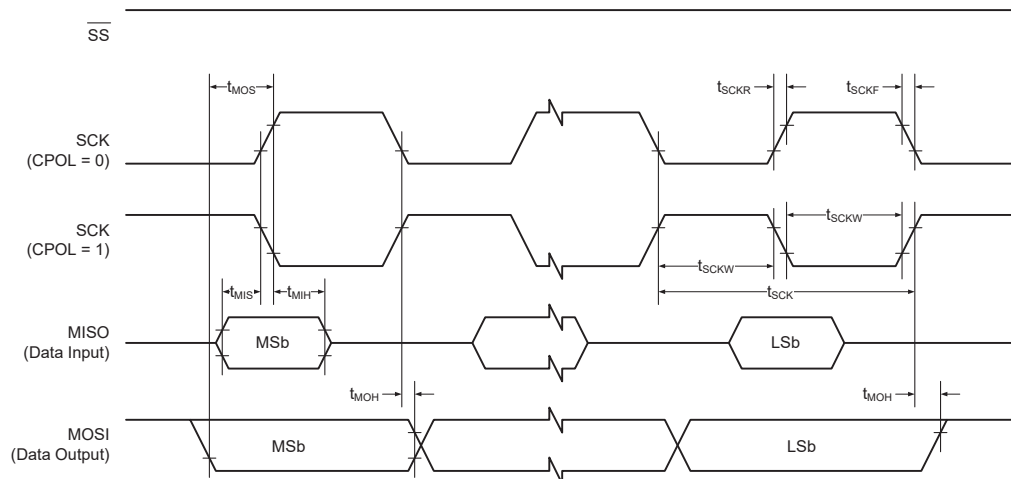 SS
tMOS
tSCKR
tSCKF
SCK
(CPOL = 0)
SCK
(CPOL = 1)
tSCKW
tSCKW
tSCK
tMIS
tMIH
MISO
(Data Input)
MSb
LSb
tMOH
tMOH
MOSI
(Data Output)
MSb
LSb